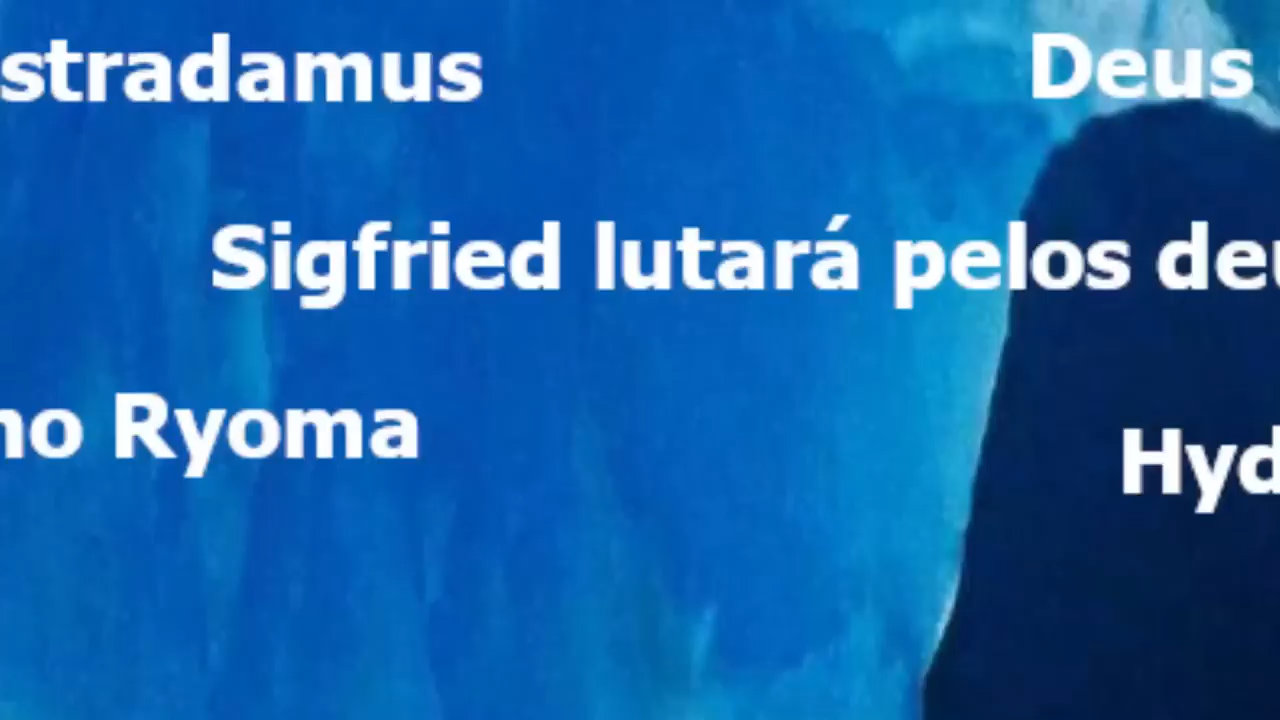 stradamus
Deus
Sigfried lutará pelos deu
no Ryoma
Hyd